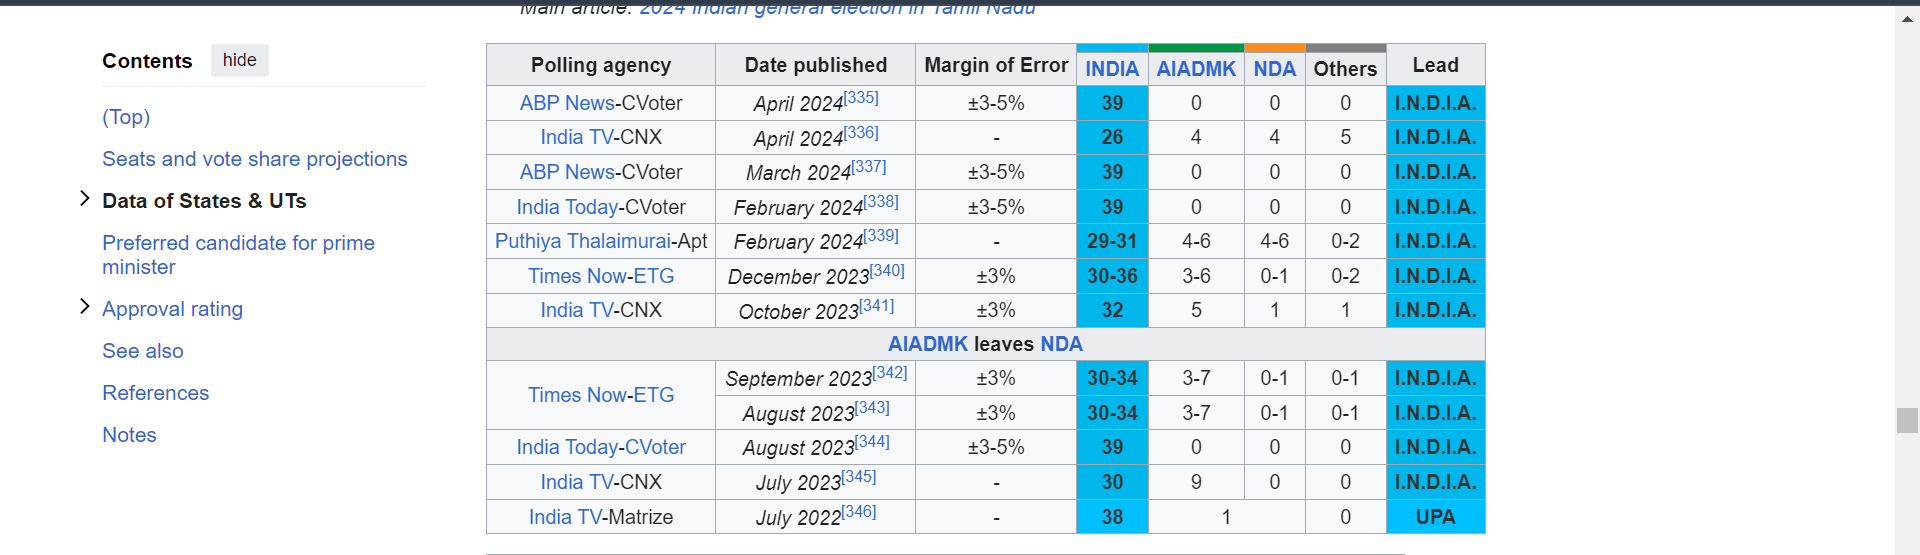 Main article: 2024 Indian general election in Tamil Nadu
Contents hide
(Top)
Seats and vote share projections
Data of States & UTs
Preferred candidate for prime
minister
Approval rating
See also
References
Notes
Polling agency Date published Margin of Error INDIA AIADMK NDA Others Lead
ABP News-CVoter April 2024[335] ±3-5% 39 0 0 0 I.N.D.I.A.
India TV-CNX April 2024[336] - 26 4 4 5 I.N.D.I.A.
ABP News-CVoter March 2024[337] ±3-5% 39 0 0 0 I.N.D.I.A.
India Today-CVoter February 2024[338] ±3-5% 39 0 0 0 I.N.D.I.A.
Puthiya Thalaimurai-Apt February 2024[339] - 29-31 4-6 4-6 0-2 I.N.D.I.A.
Times Now-ETG December 2023[340] ±3% 30-36 3-6 0-1 0-2 I.N.D.I.A.
India TV-CNX October 2023[341] ±3% 32 5 1 1 I.N.D.I.A.
AIADMK leaves NDA
Times Now-ETG September 2023[342] ±3% 30-34 3-7 0-1 0-1 I.N.D.I.A.
August 2023[343] ±3% 30-34 3-7 0-1 0-1 I.N.D.I.A.
India Today-CVoter August 2023[344] ±3-5% 39 0 0 0 I.N.D.I.A.
India TV-CNX July 2023[345] - 30 9 0 0 I.N.D.I.A.
India TV-Matrize July 2022[346] - 38 1 0 UPA